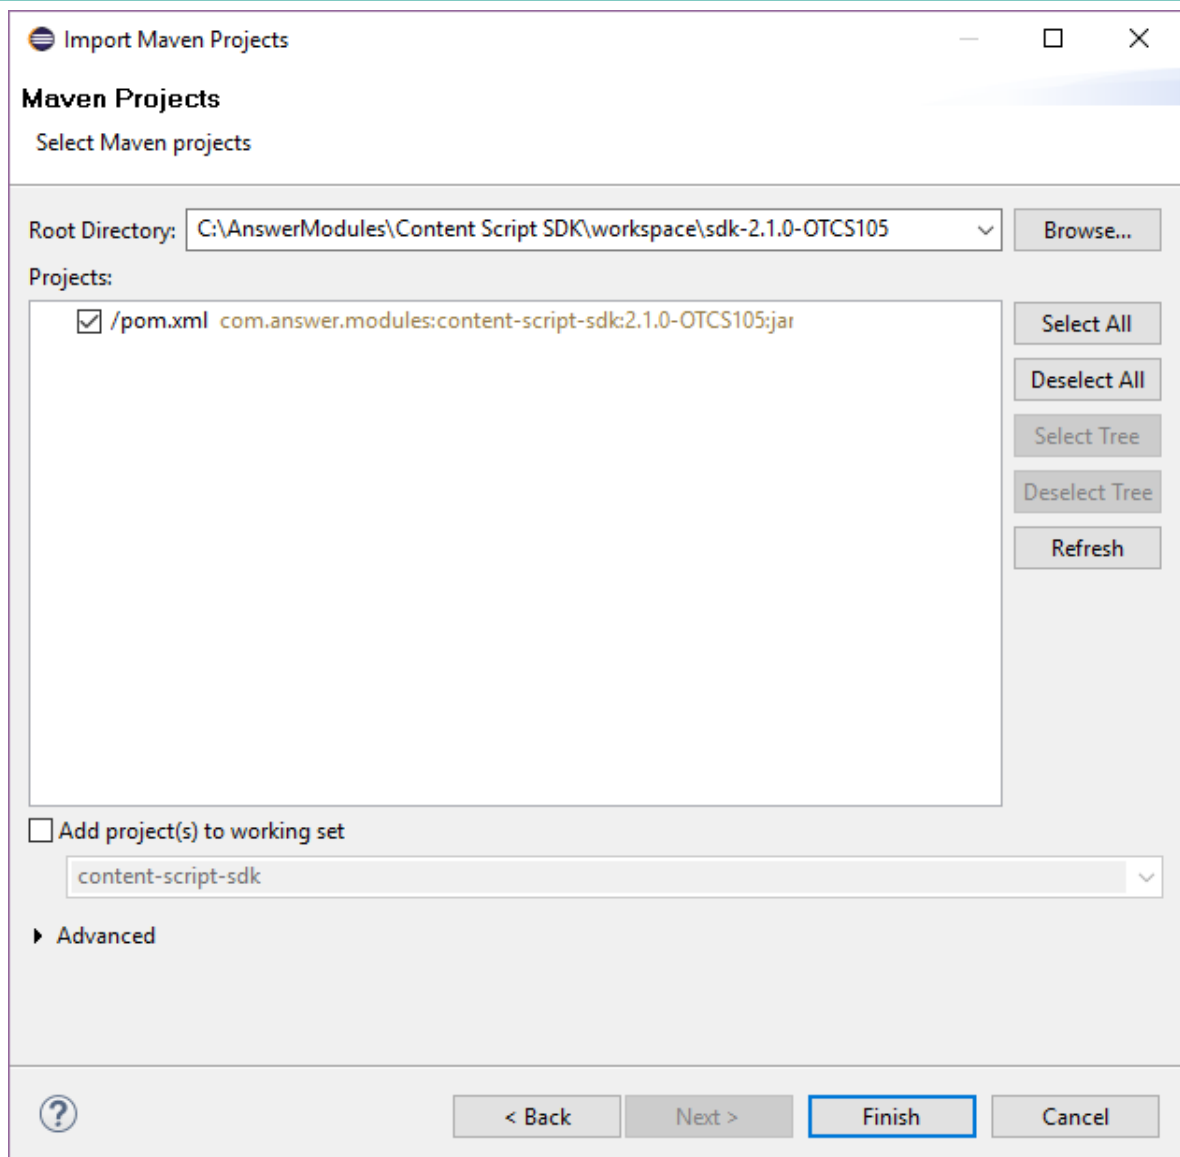 Import Maven Projects
Maven Projects
Select Maven projects
Root Directory: C:\AnswerModules\Content Script SDK\workspace\sdk-2.1.0-OTCS105 Browse...
Projects:
/pom.xml com.answer.modules:content-script-sdk:2.1.0-OTCS105:jar
Select All
Deselect All
Select Tree
Deselect Tree
Refresh
Add project(s) to working set
content-script-sdk
Advanced
? < Back Next > Finish Cancel